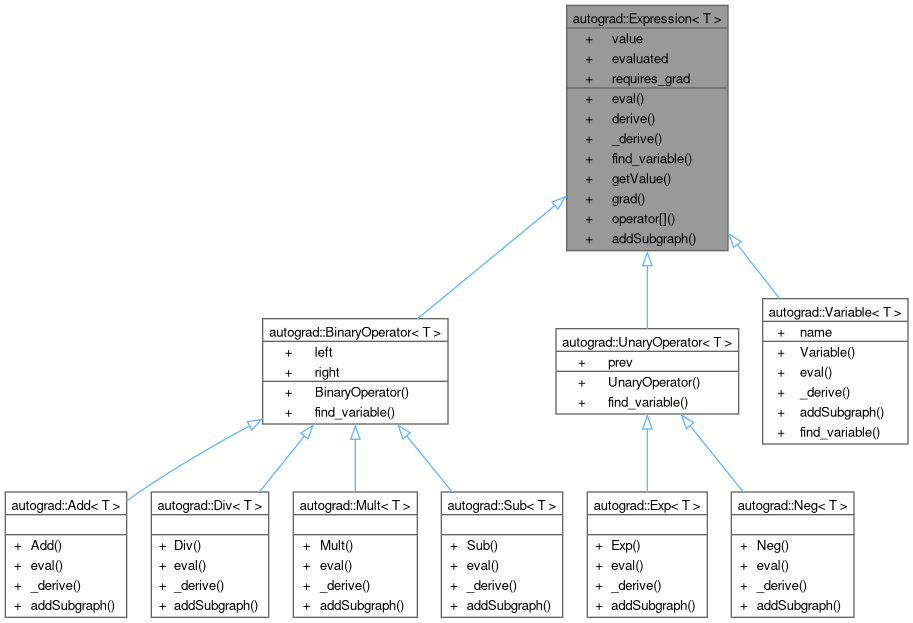 autograd::Expression< T >
+ value
+ evaluated
+ requires_grad
+ eval()
+ derive()
+ _derive()
+ find_variable()
+ getValue()
+ grad()
+ operator[]()
+ addSubgraph()
autograd::BinaryOperator< T >
+ left
+ right
+ BinaryOperator()
+ find_variable()
autograd::UnaryOperator< T >
+ prev
+ UnaryOperator()
+ find_variable()
autograd::Variable< T >
+ name
+ Variable()
+ eval()
+ _derive()
+ addSubgraph()
+ find_variable()
autograd::Add< T >
+ Add()
+ eval()
+ _derive()
+ addSubgraph()
autograd::Div< T >
+ Div()
+ eval()
+ _derive()
+ addSubgraph()
autograd::Mult< T >
+ Mult()
+ eval()
+ _derive()
+ addSubgraph()
autograd::Sub< T >
+ Sub()
+ eval()
+ _derive()
+ addSubgraph()
autograd::Exp< T >
+ Exp()
+ eval()
+ _derive()
+ addSubgraph()
autograd::Neg< T >
+ Neg()
+ eval()
+ _derive()
+ addSubgraph()